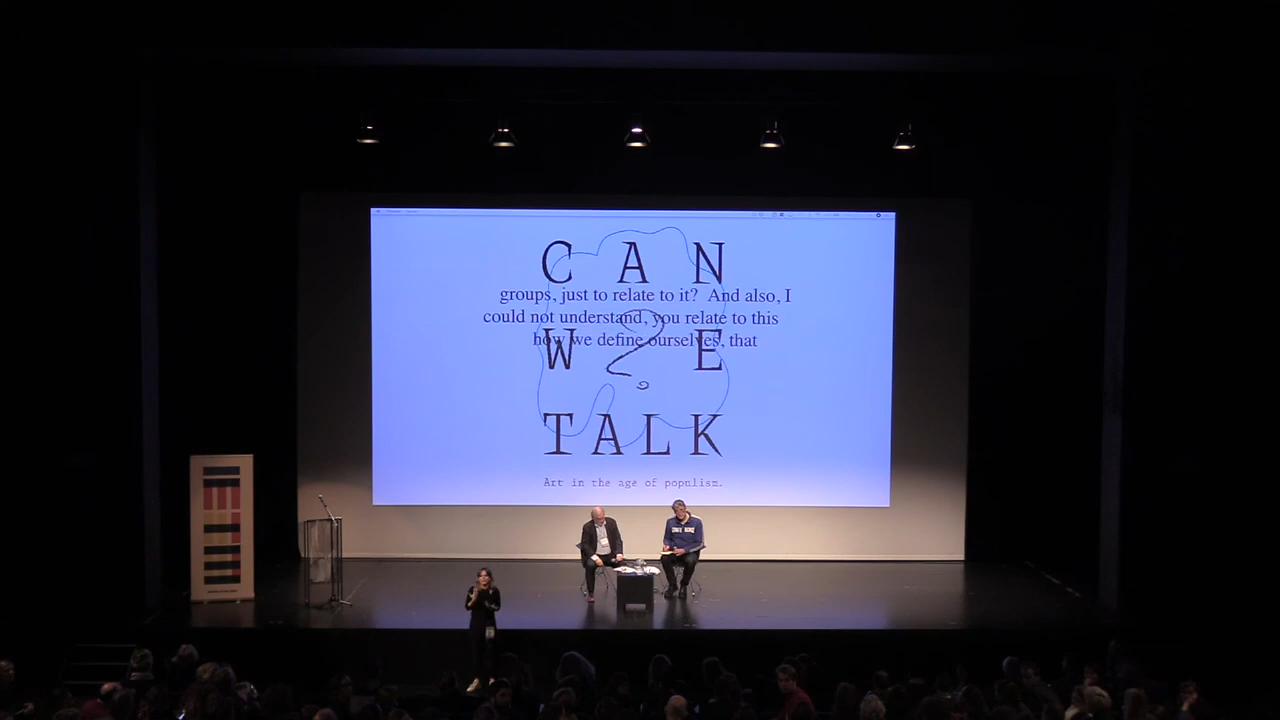 CAN
groups, just to relate to it? And also, I
could not understand, you relate to this
how we define ourselves, that
W ? E
TALK
Art in the age of populism.